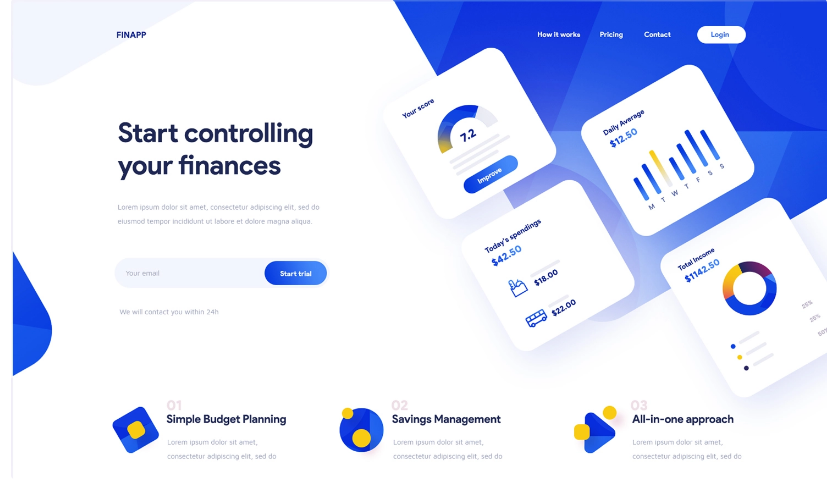 FINAPP
How it works
Pricing
Contact
Login
Start controlling
your finances
Lorem ipsum dolor sit amet, consectetur adipiscing elit, sed do
eiusmod tempor incididunt ut labore et dolore magna aliqua.
Your email
Start trial
We will contact you within 24h
Your score
7.2
Improve
Daily Average
$12.50
M T W T F S S
Today's spendings
$42.50
$18.00
$22.00
Total Income
$1142.50
01
Simple Budget Planning
Lorem ipsum dolor sit amet,
consectetur adipiscing elit, sed do
02
Savings Management
Lorem ipsum dolor sit amet,
consectetur adipiscing elit, sed do
03
All-in-one approach
Lorem ipsum dolor sit amet,
consectetur adipiscing elit, sed do